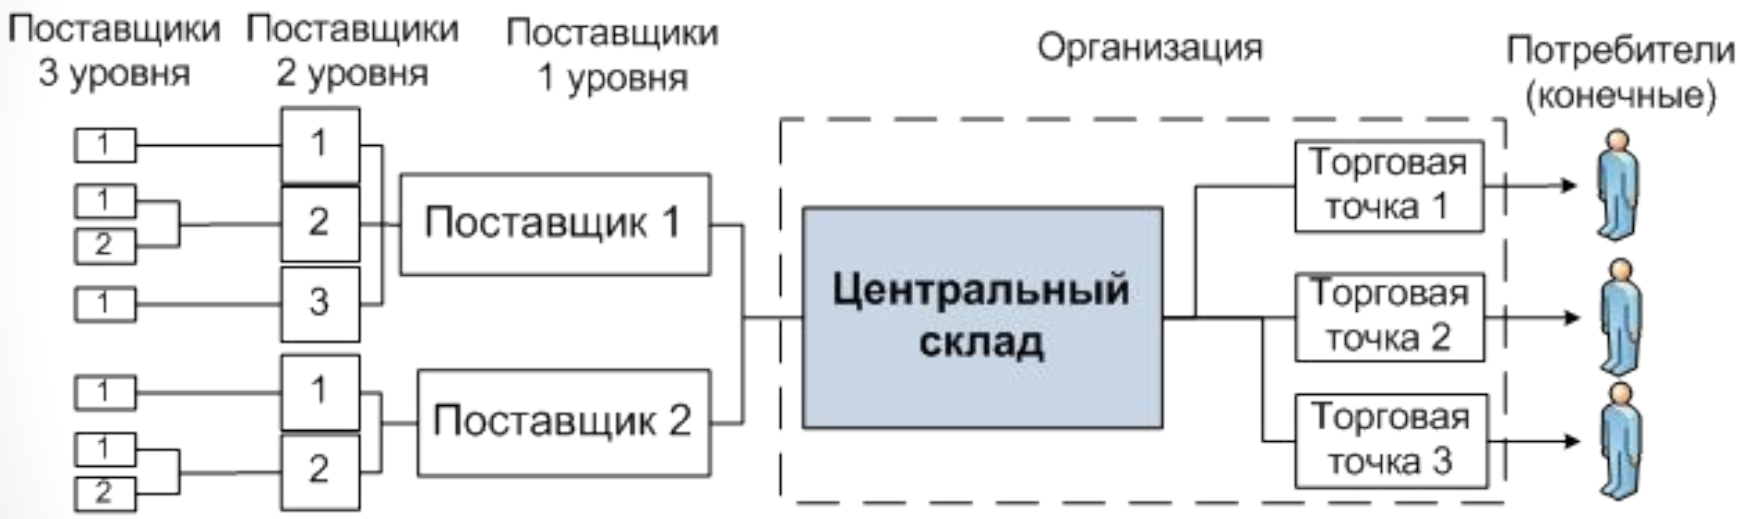 Поставщики
3 уровня
Поставщики
2 уровня
Поставщики
1 уровня
Организация
Потребители
(конечные)
1
1
2
1
1
1
2
1
2
3
1
2
Поставщик 1
Поставщик 2
Центральный
склад
Торговая
точка 1
Торговая
точка 2
Торговая
точка 3